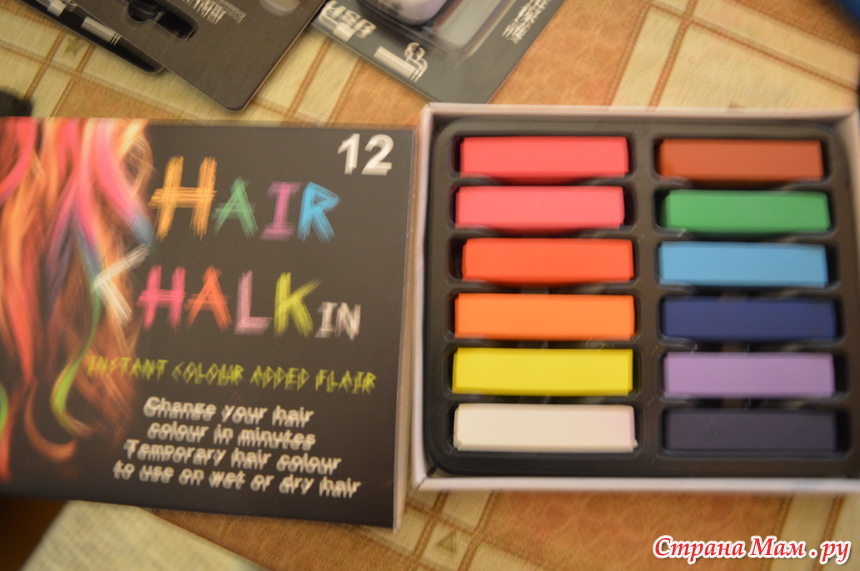 USB
12
HAIR
CHALKIN
INSTANT COLOUR ADDED FLAIR
Change your hair
colour in minutes
Temporary hair colour
to use on wet or dry hair
Страна Мам.ру